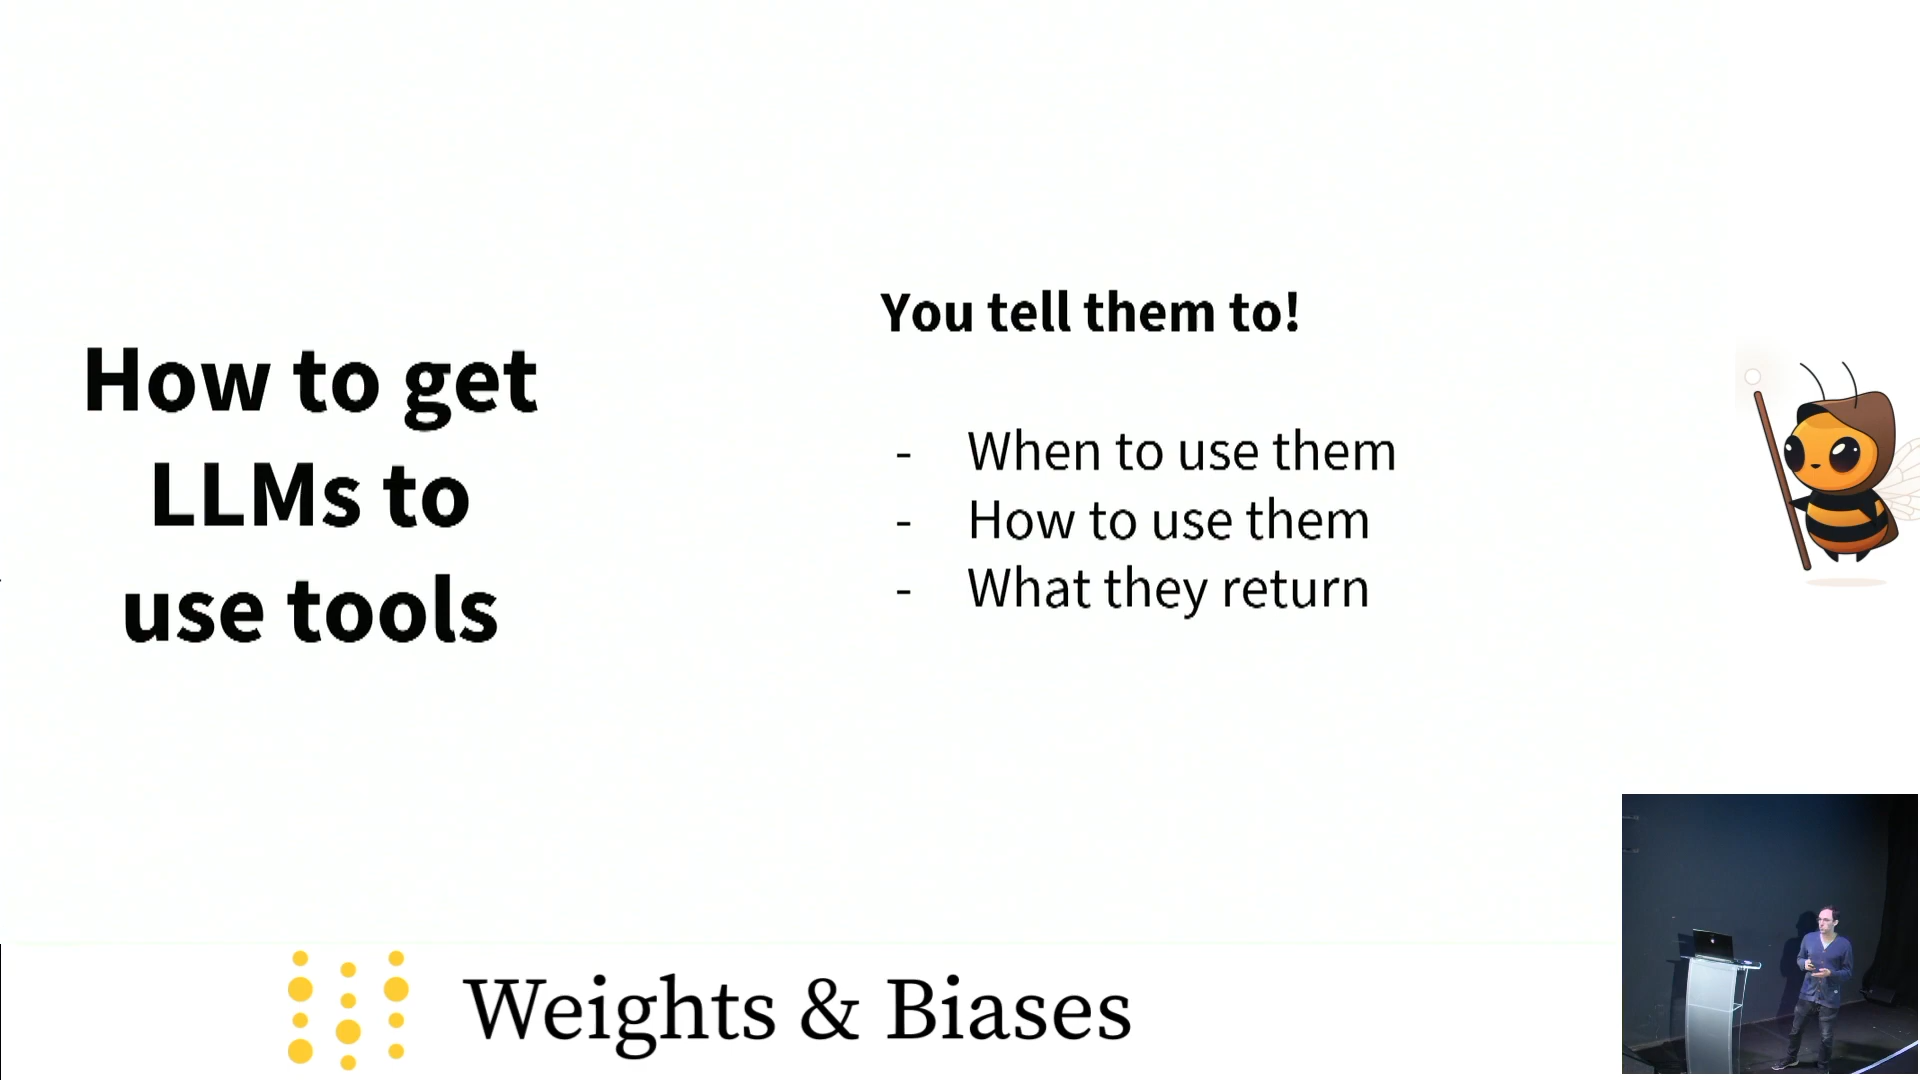 How to get
LLMs to
use tools
You tell them to!
- When to use them
- How to use them
- What they return
Weights & Biases